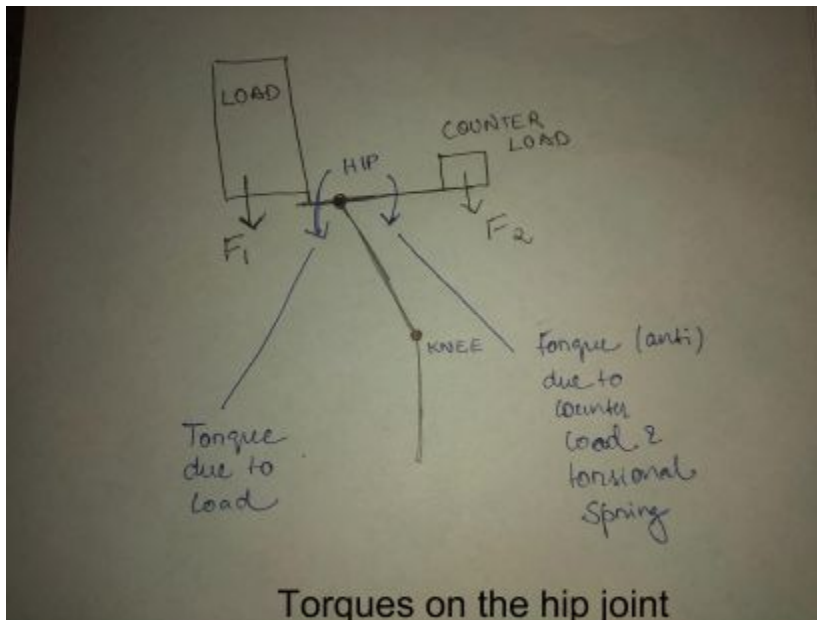 LOAD
COUNTER
LOAD
HIP
F1
F2
KNEE
Torque
due to
load
Torque (anti)
due to
counter
load &
torsional
Spring
Torques on the hip joint